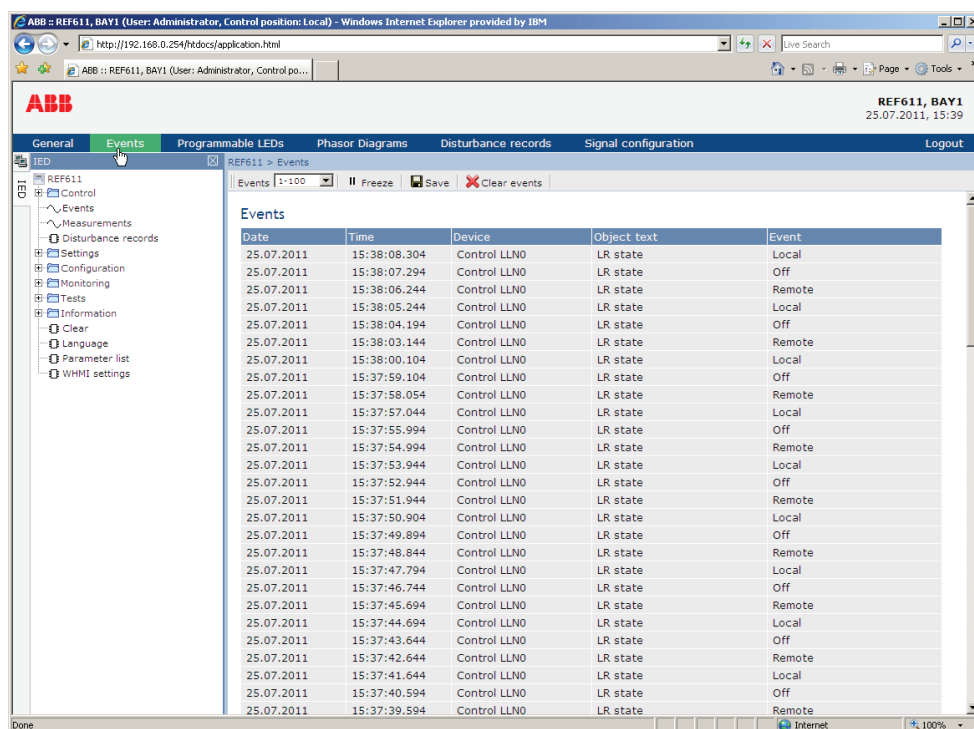 ABB :: REF611, BAY1 (User: Administrator, Control position: Local) - Windows Internet Explorer provided by IBM
http://192.168.0.254/htdocs/application.html
Live Search
ABB :: REF611, BAY1 (User: Administrator, Control po...
Page
Tools
ABB
REF611, BAY1
25.07.2011, 15:39
General Events Programmable LEDs Phasor Diagrams Disturbance records Signal configuration Logout
IED
IED
REF611
Control
Events
Measurements
Disturbance records
Settings
Configuration
Monitoring
Tests
Information
Clear
Language
Parameter list
WHMI settings
REF611 > Events
Events 1-100 Freeze Save Clear events
Events
Date Time Device Object text Event
25.07.2011 15:38:08.304 Control LLN0 LR state Local
25.07.2011 15:38:07.294 Control LLN0 LR state Off
25.07.2011 15:38:06.244 Control LLN0 LR state Remote
25.07.2011 15:38:05.244 Control LLN0 LR state Local
25.07.2011 15:38:04.194 Control LLN0 LR state Off
25.07.2011 15:38:03.144 Control LLN0 LR state Remote
25.07.2011 15:38:00.104 Control LLN0 LR state Local
25.07.2011 15:37:59.104 Control LLN0 LR state Off
25.07.2011 15:37:58.054 Control LLN0 LR state Remote
25.07.2011 15:37:57.044 Control LLN0 LR state Local
25.07.2011 15:37:55.994 Control LLN0 LR state Off
25.07.2011 15:37:54.994 Control LLN0 LR state Remote
25.07.2011 15:37:53.944 Control LLN0 LR state Local
25.07.2011 15:37:52.944 Control LLN0 LR state Off
25.07.2011 15:37:51.944 Control LLN0 LR state Remote
25.07.2011 15:37:50.904 Control LLN0 LR state Local
25.07.2011 15:37:49.894 Control LLN0 LR state Off
25.07.2011 15:37:48.844 Control LLN0 LR state Remote
25.07.2011 15:37:47.794 Control LLN0 LR state Local
25.07.2011 15:37:46.744 Control LLN0 LR state Off
25.07.2011 15:37:45.694 Control LLN0 LR state Remote
25.07.2011 15:37:44.694 Control LLN0 LR state Local
25.07.2011 15:37:43.644 Control LLN0 LR state Off
25.07.2011 15:37:42.644 Control LLN0 LR state Remote
25.07.2011 15:37:41.644 Control LLN0 LR state Local
25.07.2011 15:37:40.594 Control LLN0 LR state Off
25.07.2011 15:37:39.594 Control LLN0 LR state Remote
Done
Internet
100%